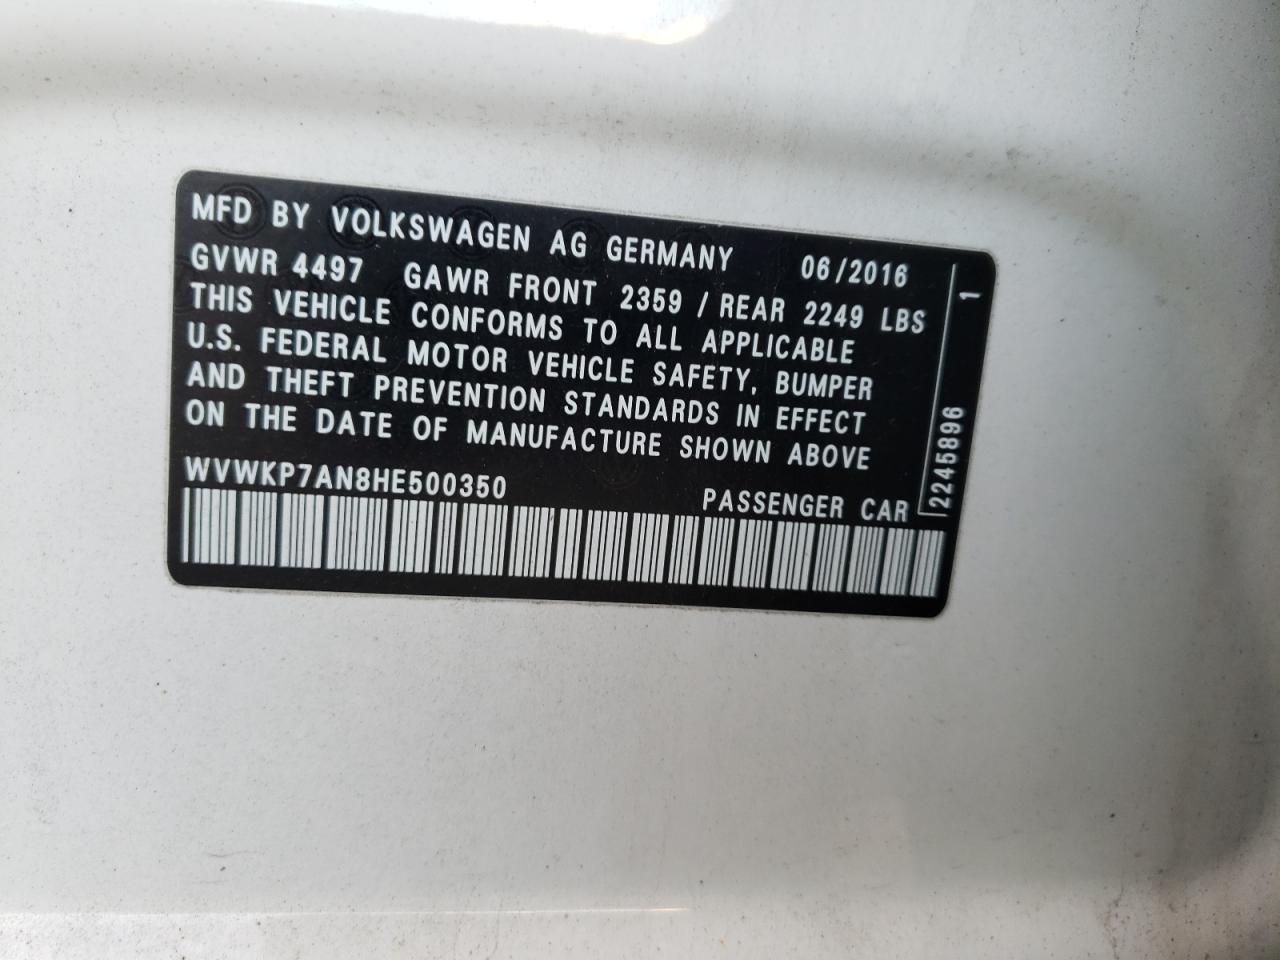 MFD BY VOLKSWAGEN AG GERMANY 06/2016
GVWR 4497 GAWR FRONT 2359 / REAR 2249 LBS
THIS VEHICLE CONFORMS TO ALL APPLICABLE
U.S. FEDERAL MOTOR VEHICLE SAFETY, BUMPER
AND THEFT PREVENTION STANDARDS IN EFFECT
ON THE DATE OF MANUFACTURE SHOWN ABOVE
WVWKP7AN8HE500350 PASSENGER CAR
2245896 1